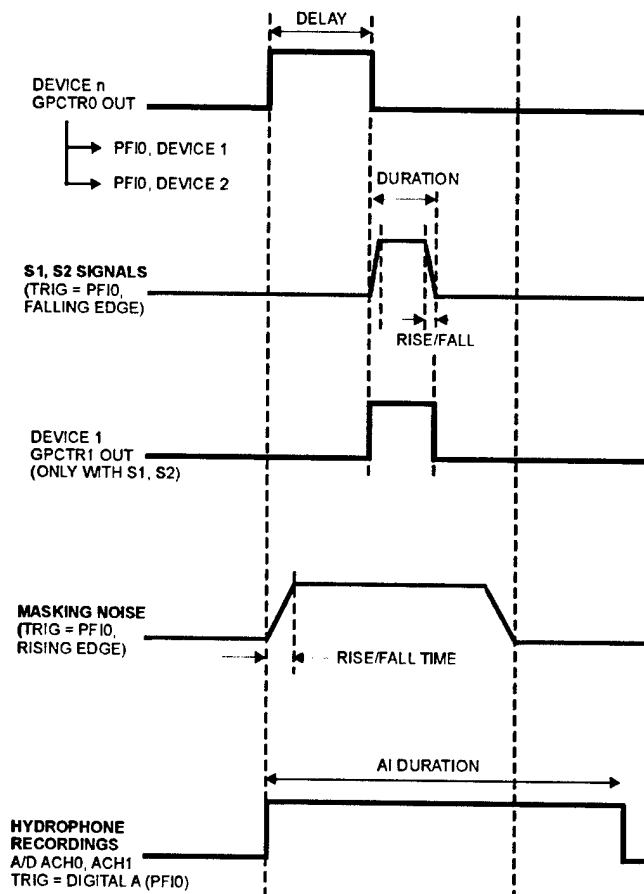 DELAY
DEVICE n
GPCTR0 OUT
PFI0, DEVICE 1
PFI0, DEVICE 2
DURATION
S1, S2 SIGNALS
(TRIG = PFI0,
FALLING EDGE)
RISE/FALL
DEVICE 1
GPCTR1 OUT
(ONLY WITH S1, S2)
MASKING NOISE
(TRIG = PFI0,
RISING EDGE)
RISE/FALL TIME
AI DURATION
HYDROPHONE
RECORDINGS
A/D ACH0, ACH1
TRIG = DIGITAL A (PFI0)